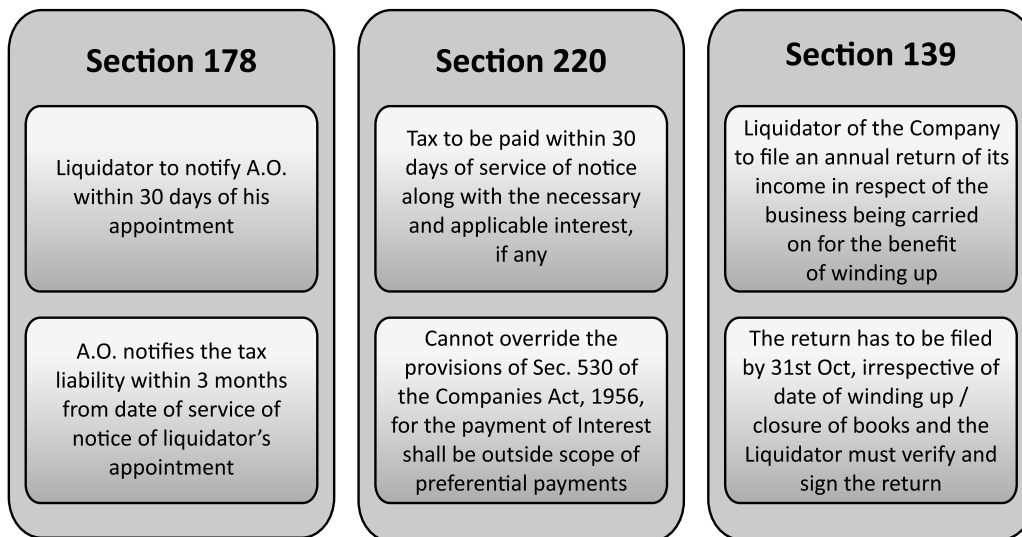 Section 178
Liquidator to notify A.O.
within 30 days of his
appointment
A.O. notifies the tax
liability within 3 months
from date of service of
notice of liquidator’s
appointment
Section 220
Tax to be paid within 30
days of service of notice
along with the necessary
and applicable interest,
if any
Cannot override the
provisions of Sec. 530 of
the Companies Act, 1956,
for the payment of Interest
shall be outside scope of
preferential payments
Section 139
Liquidator of the Company
to file an annual return of its
income in respect of the
business being carried
on for the benefit
of winding up
The return has to be filed
by 31st Oct, irrespective of
date of winding up /
closure of books and the
Liquidator must verify and
sign the return